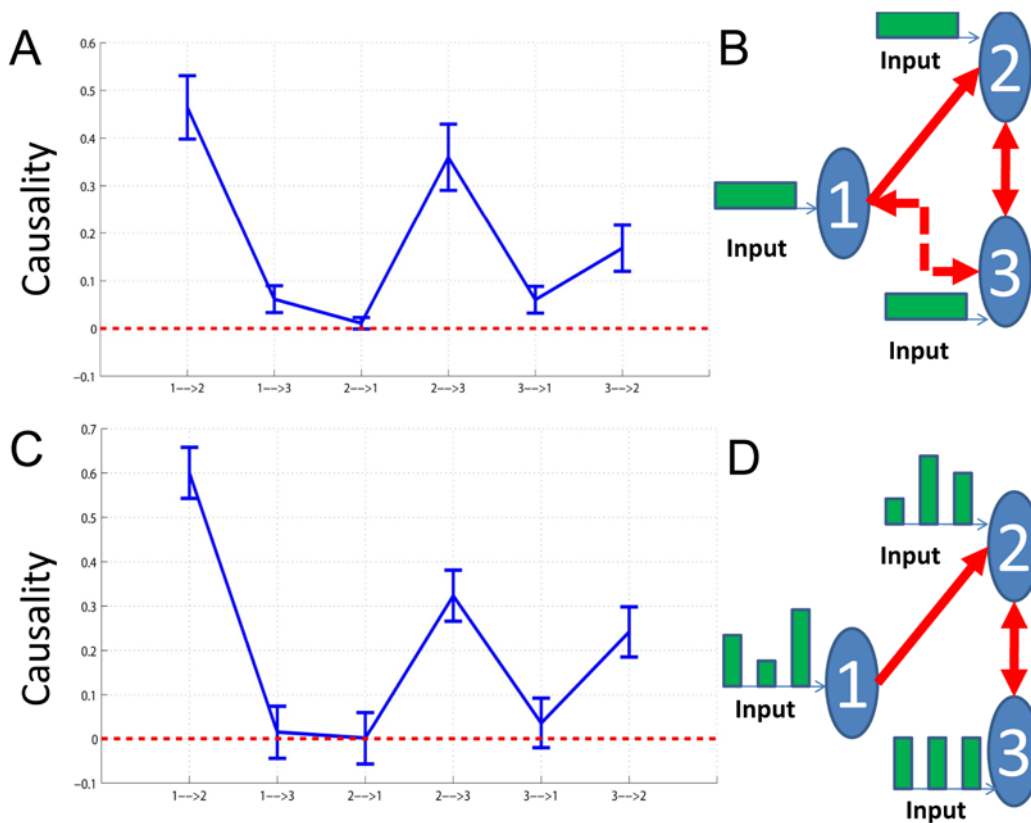 A
Causality
0.6
0.5
0.4
0.3
0.2
0.1
0
−0.1
1-->2
1-->3
2-->1
2-->3
3-->1
3-->2
B
Input
2
1
Input
3
Input
C
Causality
0.7
0.6
0.5
0.4
0.3
0.2
0.1
0
−0.1
1-->2
1-->3
2-->1
2-->3
3-->1
3-->2
D
2
Input
1
Input
3
Input